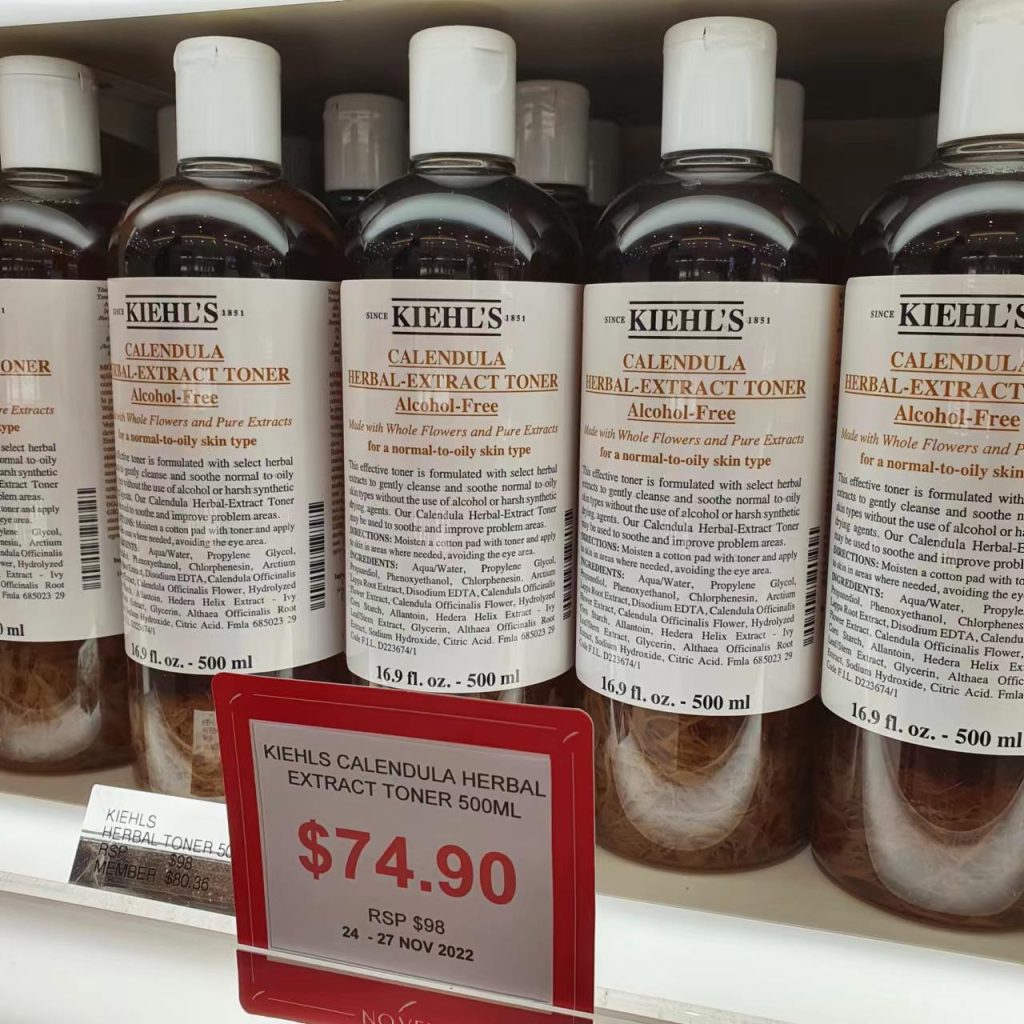 SINCE KIEHL'S 1851
CALENDULA
HERBAL-EXTRACT TONER
Alcohol-Free
Made with Whole Flowers and Pure Extracts
for a normal-to-oily skin type
This effective toner is formulated with select herbal
extracts to gently cleanse and soothe normal to oily
skin types without the use of alcohol or harsh synthetic
drying agents. Our Calendula Herbal-Extract Toner
may be used to soothe and improve problem areas.
DIRECTIONS: Moisten a cotton pad with toner and apply
to skin in areas where needed, avoiding the eye area.
INGREDIENTS: Aqua/Water, Propylene Glycol,
Propanediol, Phenoxyethanol, Chlorphenesin, Arctium
Lappa Root Extract, Disodium EDTA, Calendula Officinalis
Flower Extract, Calendula Officinalis Flower, Hydrolyzed
Corn Starch, Allantoin, Hedera Helix Extract - Ivy
Leaf/Stem Extract, Glycerin, Althaea Officinalis Root
Extract, Sodium Hydroxide, Citric Acid. Fmla 685023 29
Code F.I.L. D223674/1
16.9 fl. oz. - 500 ml
KIEHLS
HERBAL TONER 50
RSP $98
MEMBER $80.36
KIEHLS CALENDULA HERBAL
EXTRACT TONER 500ML
$74.90
RSP $98
24 - 27 NOV 2022